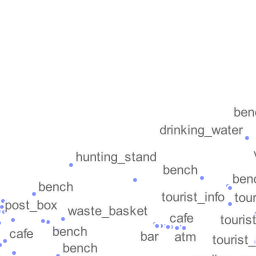 benc
drinking_water
hunting_stand
bench
benc
bench
tourist_info
tour
post_box
waste_basket
cafe
tourist
cafe
bench
bar
atm
tourist_
bench